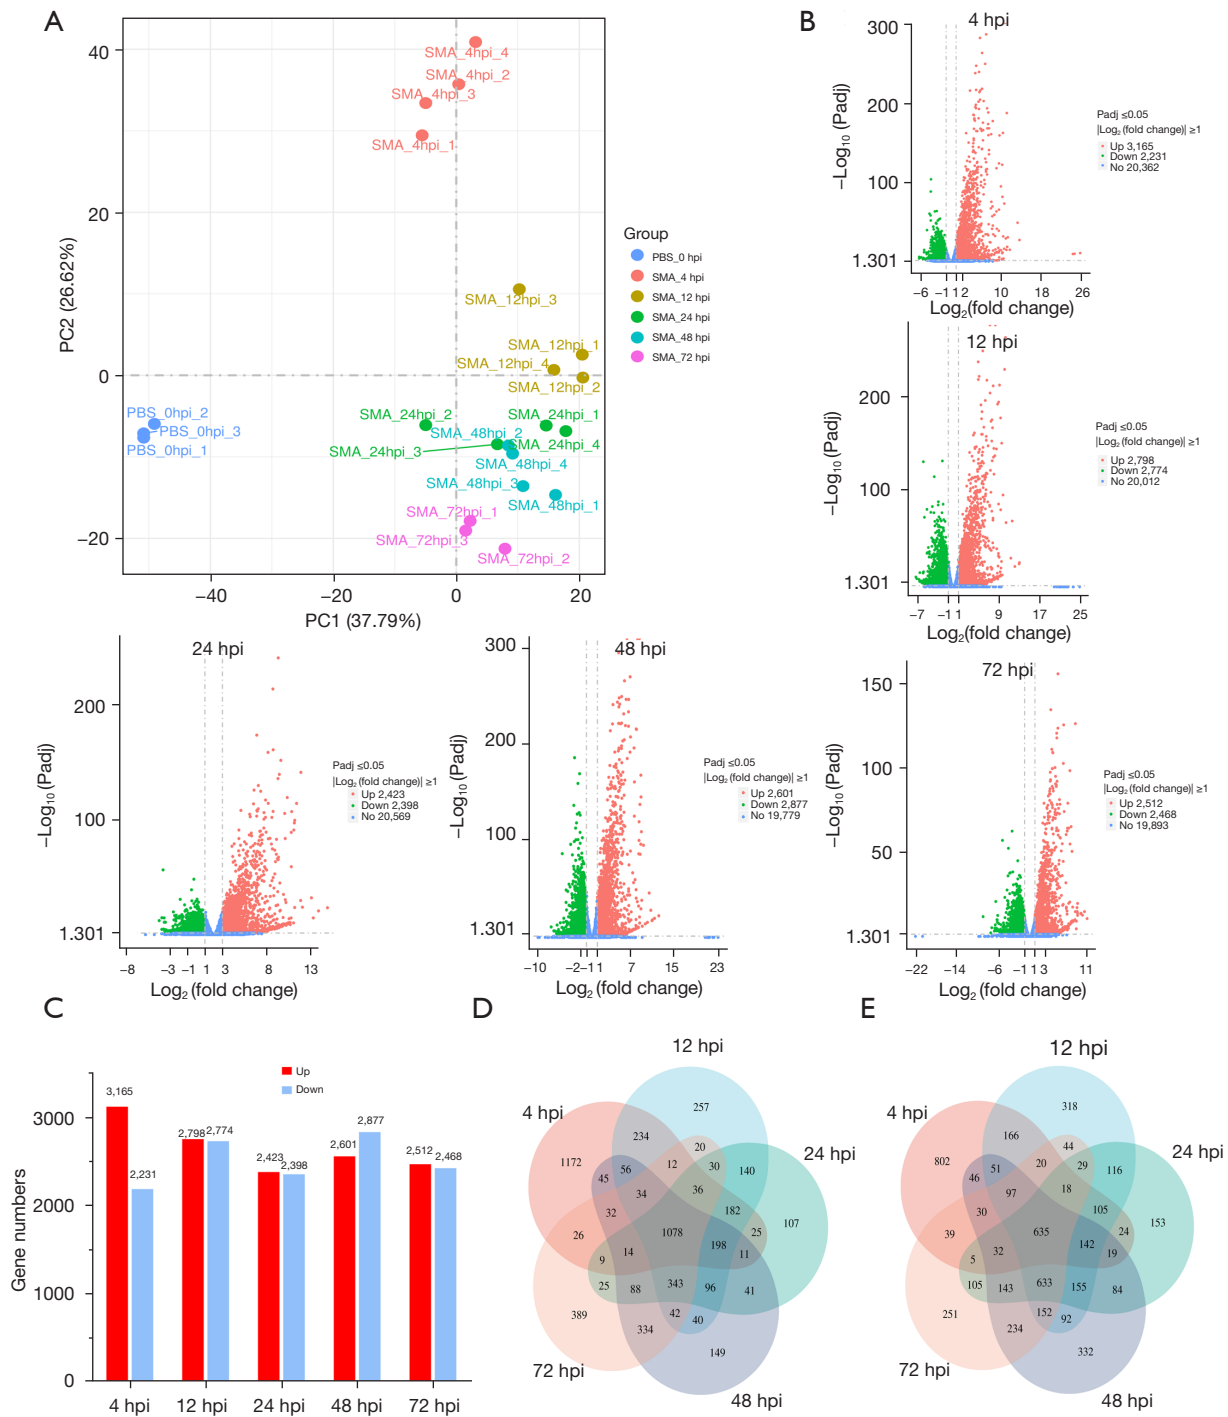 A
40
20
0
−20
PC2 (26.62%)
−40
−20
0
20
PC1 (37.79%)
SMA_4hpi_4
SMA_4hpi_2
SMA_4hpi_3
SMA_4hpi_1
SMA_12hpi_3
SMA_12hpi_1
SMA_12hpi_4
SMA_12hpi_2
PBS_0hpi_2
PBS_0hpi_3
PBS_0hpi_1
SMA_24hpi_2
SMA_24hpi_1
SMA_48hpi_2
SMA_24hpi_4
SMA_24hpi_3
SMA_48hpi_4
SMA_48hpi_3
SMA_48hpi_1
SMA_72hpi_1
SMA_72hpi_3
SMA_72hpi_2
Group
PBS_0 hpi
SMA_4 hpi
SMA_12 hpi
SMA_24 hpi
SMA_48 hpi
SMA_72 hpi
B
4 hpi
300
200
100
1.301
−Log10 (Padj)
−6 −1 1 2 10 18 26
Log2 (fold change)
Padj ≤0.05
|Log2 (fold change)| ≥1
Up 3,165
Down 2,231
No 20,362
12 hpi
200
100
1.301
−Log10 (Padj)
−7 −1 1 9 17 25
Log2 (fold change)
Padj ≤0.05
|Log2 (fold change)| ≥1
Up 2,798
Down 2,774
No 20,012
24 hpi
200
100
1.301
−Log10 (Padj)
−8 −3 −1 1 3 8 13
Log2 (fold change)
Padj ≤0.05
|Log2 (fold change)| ≥1
Up 2,423
Down 2,398
No 20,569
48 hpi
300
200
100
1.301
−Log10 (Padj)
−10 −2 −1 1 7 15 23
Log2 (fold change)
Padj ≤0.05
|Log2 (fold change)| ≥1
Up 2,601
Down 2,877
No 19,779
72 hpi
150
100
50
1.301
−Log10 (Padj)
−22 −14 −6 −1 1 3 11
Log2 (fold change)
Padj ≤0.05
|Log2 (fold change)| ≥1
Up 2,512
Down 2,468
No 19,893
C
Up
Down
3000
2000
1000
0
Gene numbers
3,165
2,231
2,798
2,774
2,423
2,398
2,601
2,877
2,512
2,468
4 hpi 12 hpi 24 hpi 48 hpi 72 hpi
D
12 hpi
4 hpi
24 hpi
72 hpi
48 hpi
257
234
20
1172
56
12
30
140
45
34
36
32
182
107
26
1078
25
198
14
11
9
25
88
343
96
41
389
42
40
334
149
E
12 hpi
4 hpi
24 hpi
72 hpi
48 hpi
318
166
44
802
51
20
29
116
46
97
18
30
105
153
39
635
24
142
32
19
5
105
143
633
155
84
251
152
92
234
332